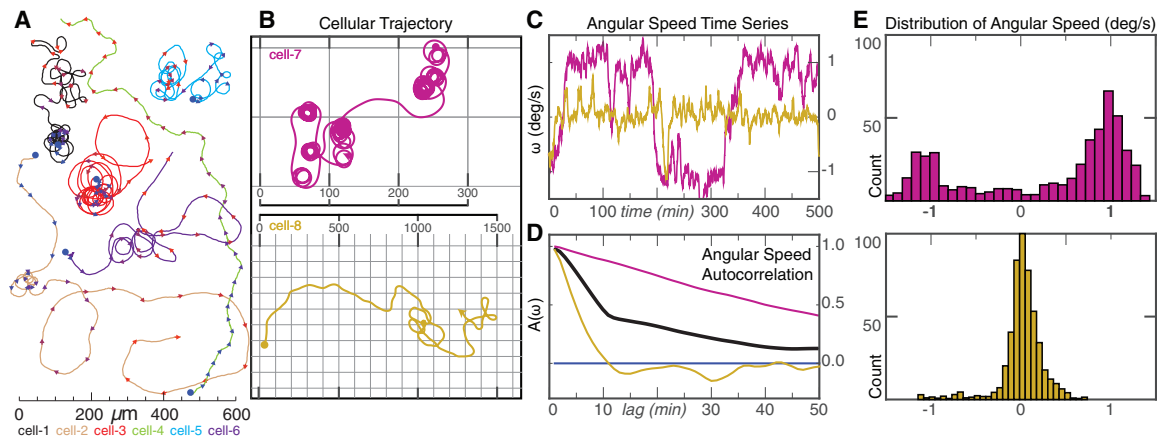 A
0 200 μm 400 600
cell-1 cell-2 cell-3 cell-4 cell-5 cell-6
B Cellular Trajectory
cell-7
0 100 200 300
cell-8
0 500 1000 1500
C Angular Speed Time Series
ω (deg/s)
1
0
-1
0 100 time (min) 300 400 500
D
Angular Speed
Autocorrelation
A(ω)
1.0
0.5
0.0
0 10 lag (min) 30 40 50
E Distribution of Angular Speed (deg/s)
100
50
Count
-1 0 1
100
50
Count
-1 0 1